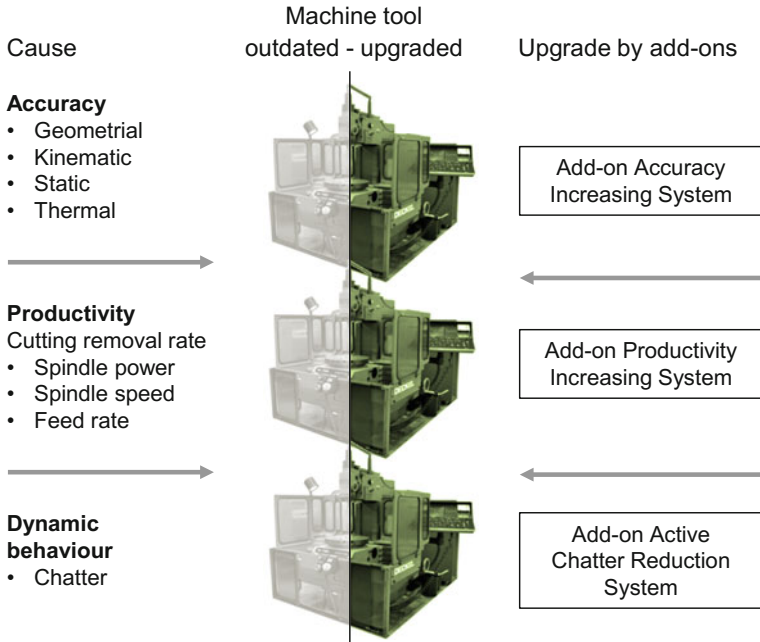 Cause
Machine tool
outdated - upgraded
Upgrade by add-ons
Accuracy
• Geometrial
• Kinematic
• Static
• Thermal
Add-on Accuracy
Increasing System
Productivity
Cutting removal rate
• Spindle power
• Spindle speed
• Feed rate
Add-on Productivity
Increasing System
Dynamic
behaviour
• Chatter
Add-on Active
Chatter Reduction
System